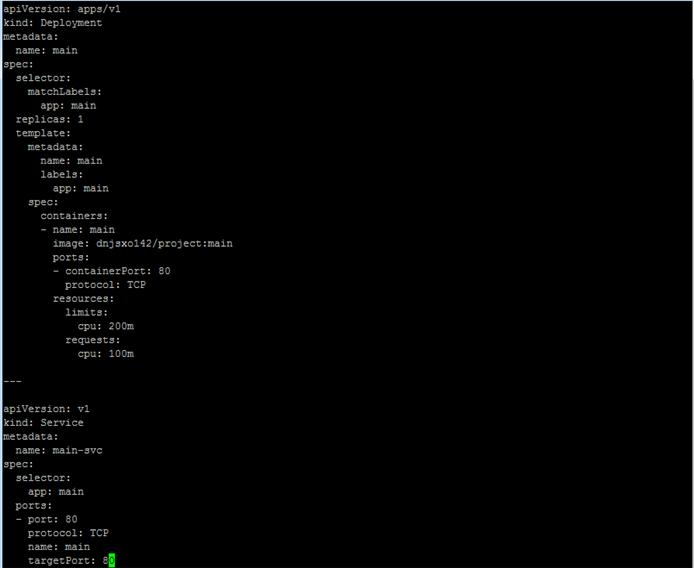 apiVersion: apps/v1
kind: Deployment
metadata:
  name: main
spec:
  selector:
    matchLabels:
      app: main
  replicas: 1
  template:
    metadata:
      name: main
      labels:
        app: main
    spec:
      containers:
      - name: main
        image: dnjsxo142/project:main
        ports:
        - containerPort: 80
          protocol: TCP
        resources:
          limits:
            cpu: 200m
          requests:
            cpu: 100m
---
apiVersion: v1
kind: Service
metadata:
  name: main-svc
spec:
  selector:
    app: main
  ports:
  - port: 80
    protocol: TCP
    name: main
    targetPort: 80